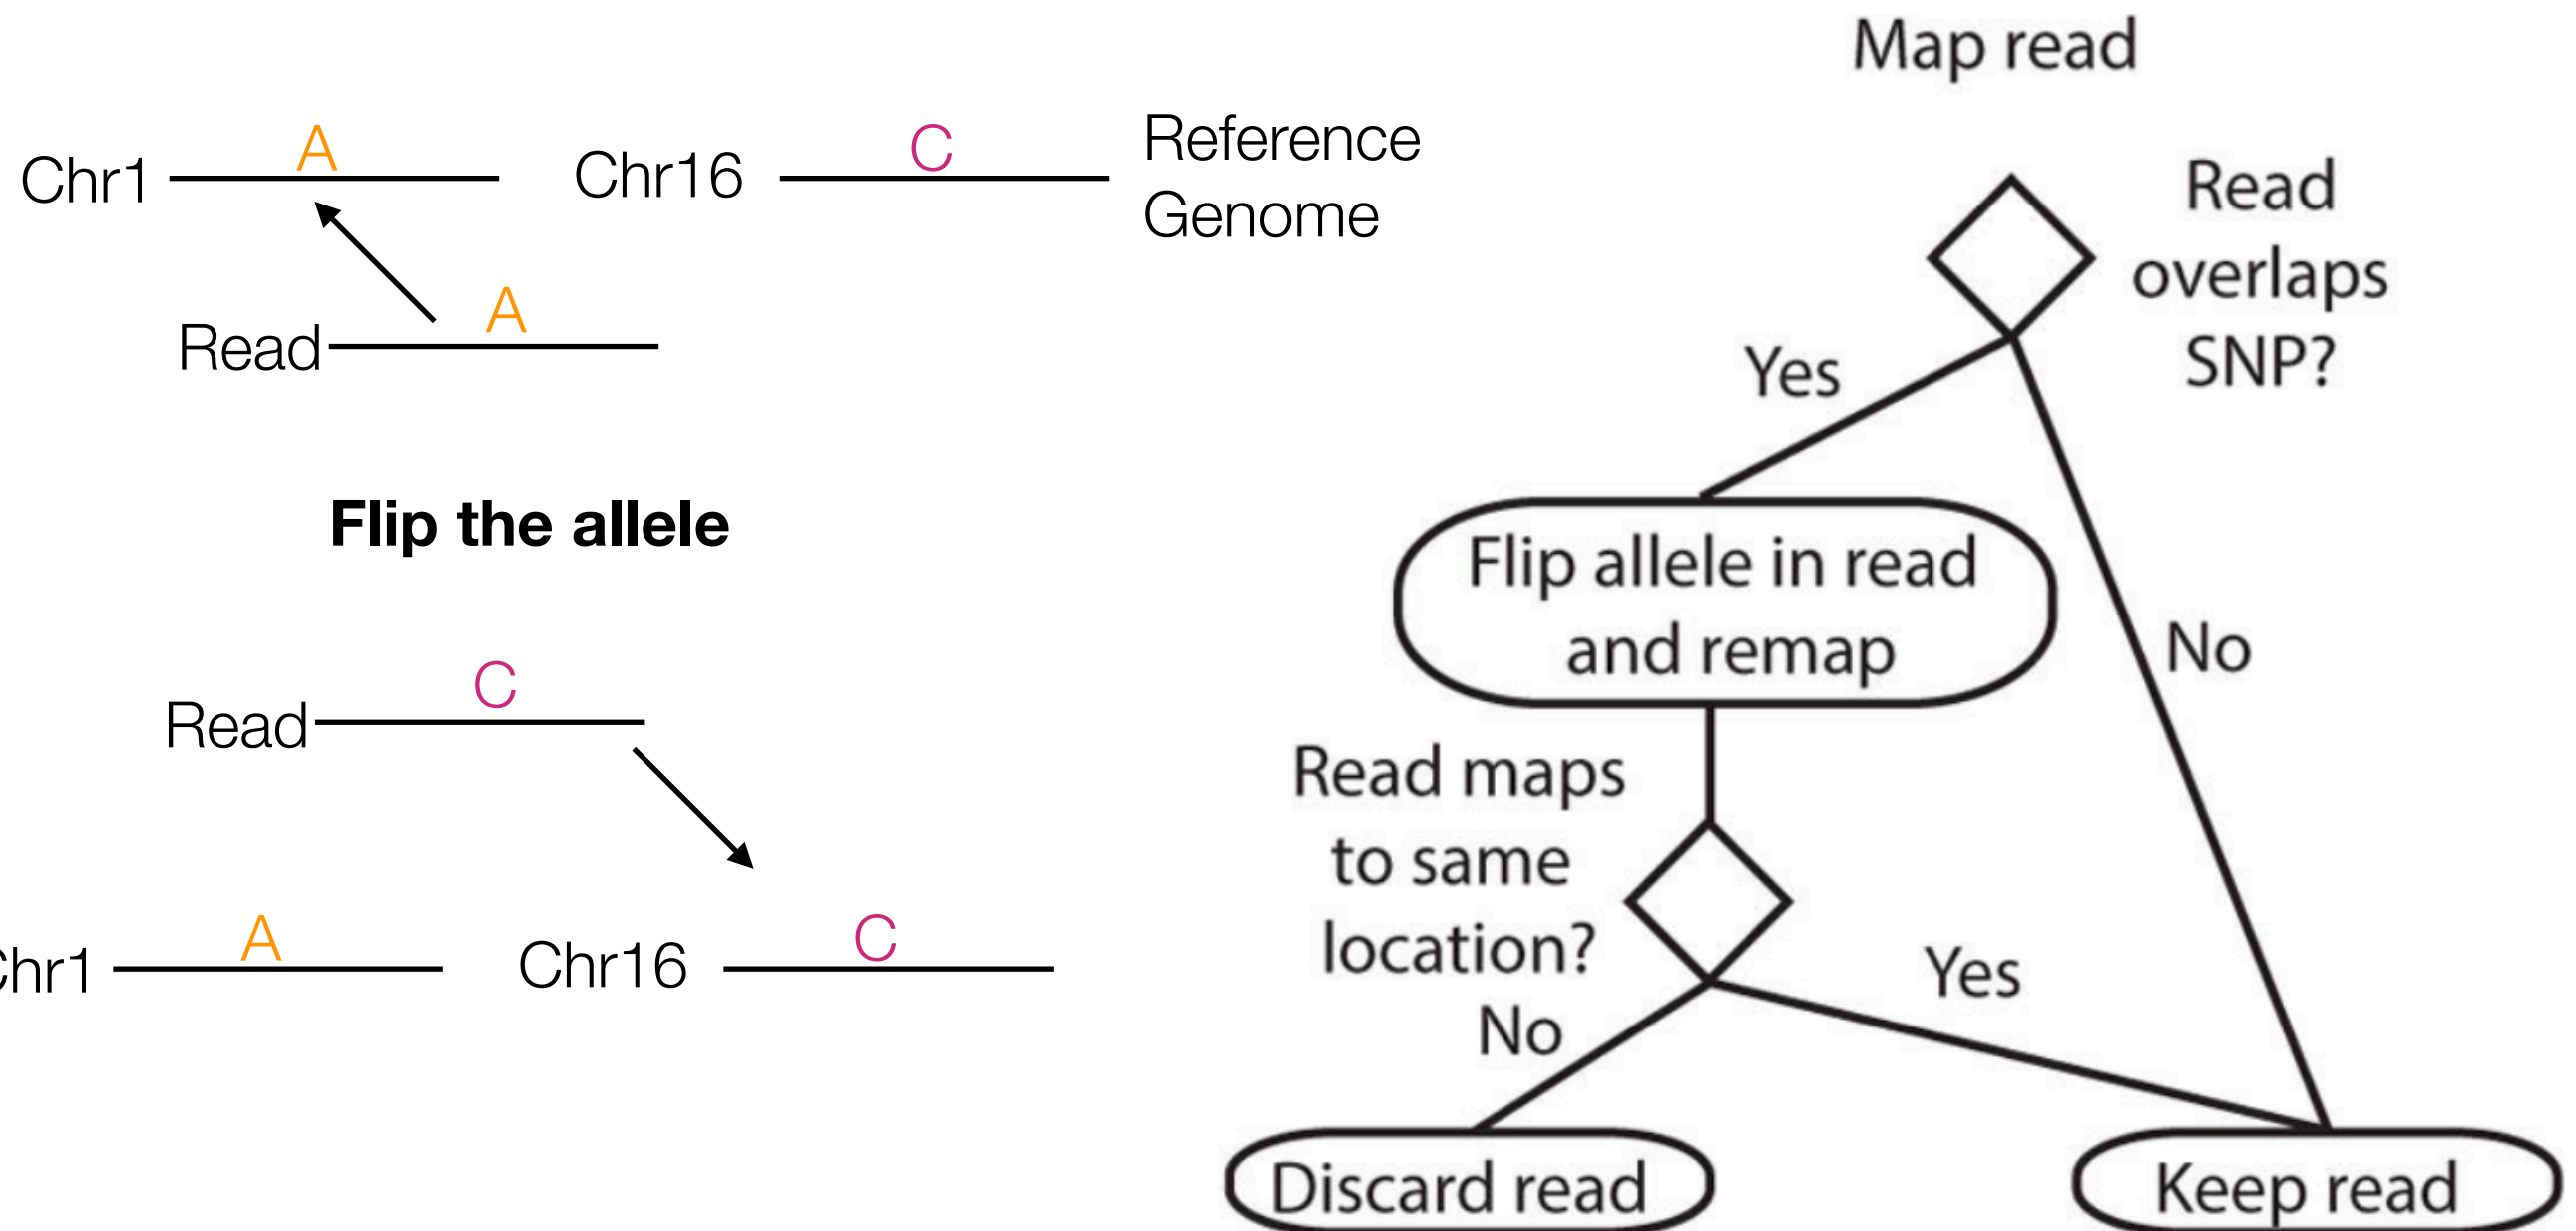 A
Chr1
Chr16
C
Reference
Genome
A
Read
Flip the allele
C
Read
A
Chr1
Chr16
C
Map read
Read
overlaps
SNP?
Yes
Flip allele in read
and remap
No
Read maps
to same
location?
No
Yes
Discard read
Keep read